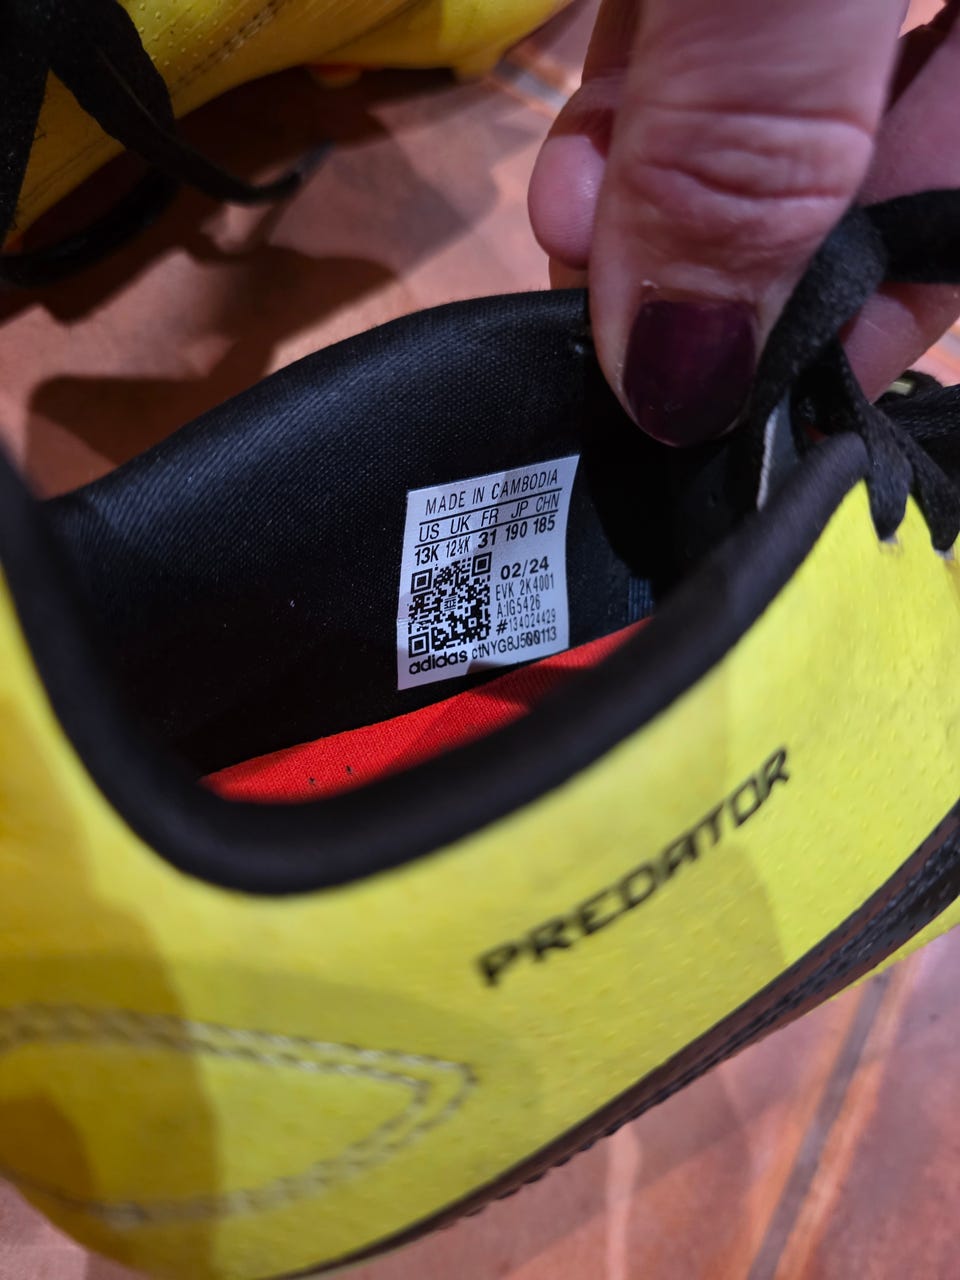 MADE IN CAMBODIA
US UK FR JP CHN
13K 12½K 31 190 185
02/24
EVK 2K4001
A:IG5426
#134024429
adidas ctNYG8J500113
PREDATOR